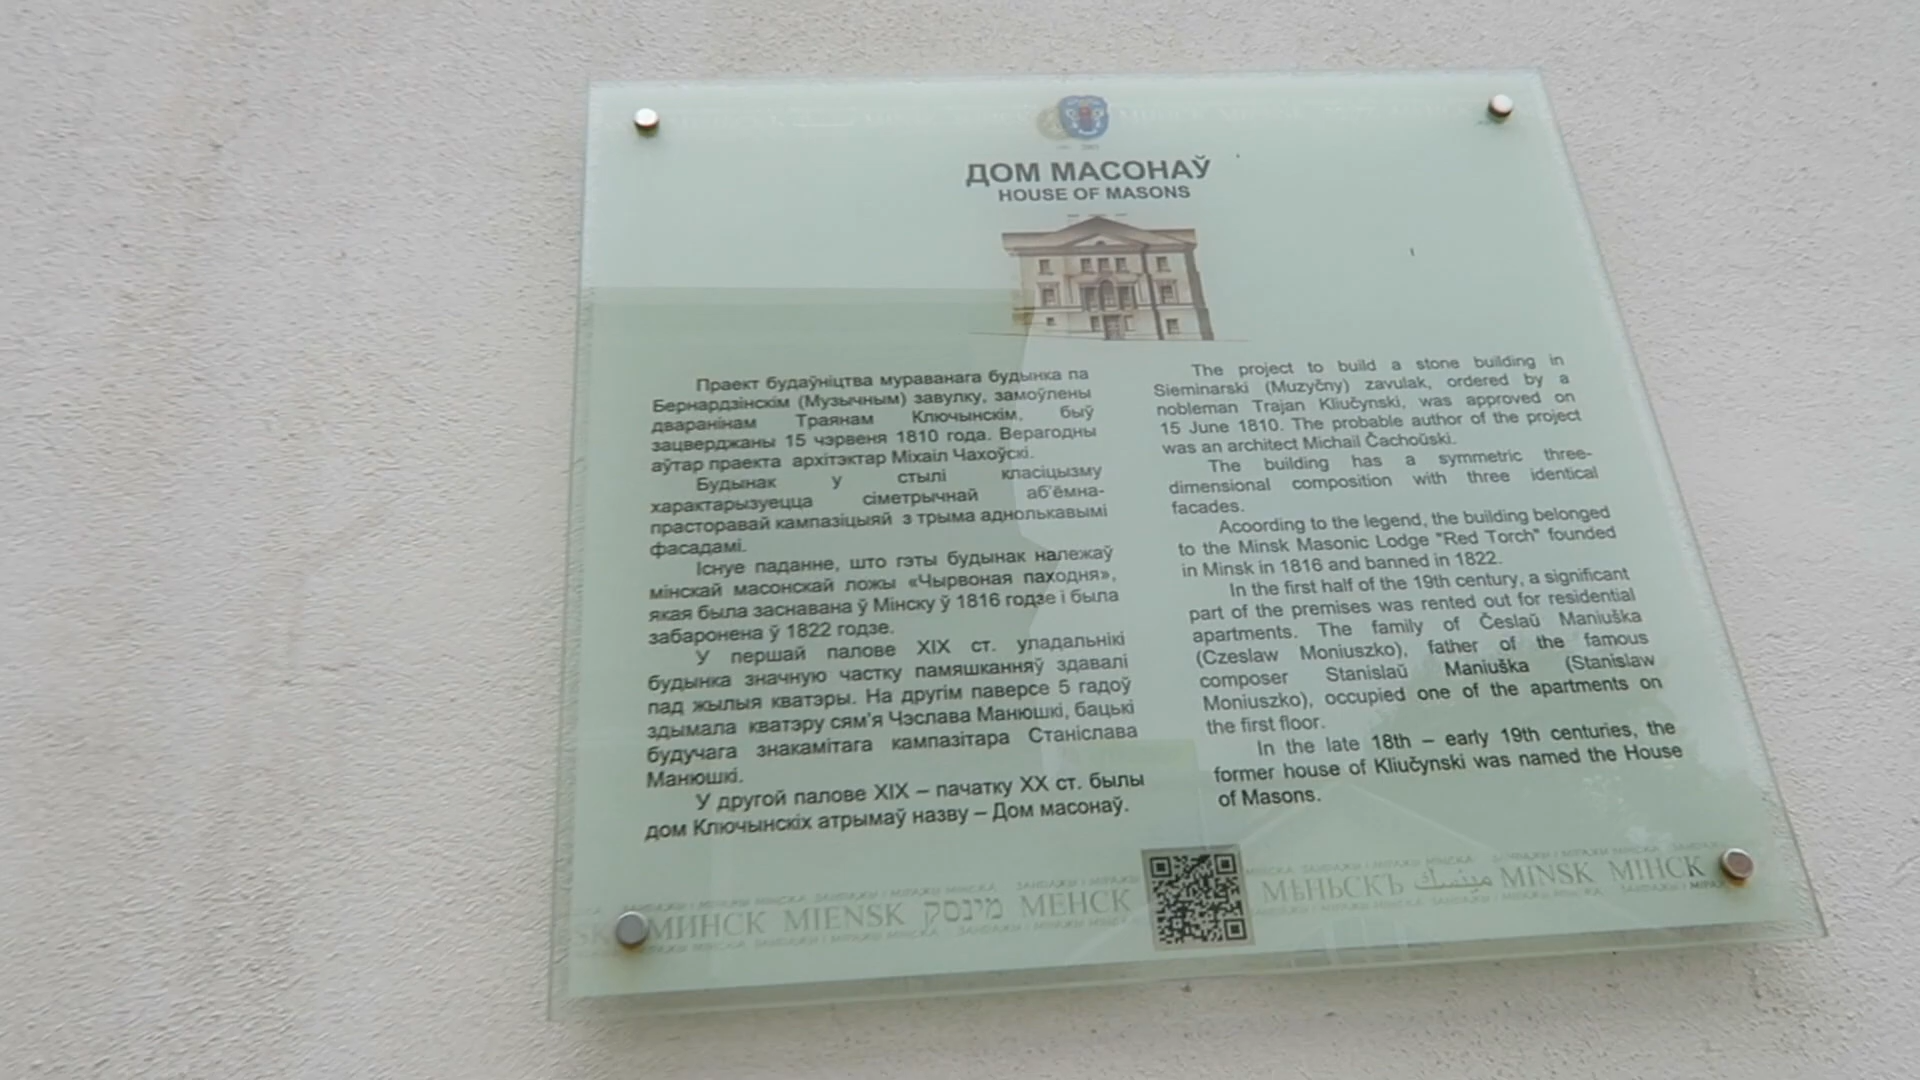 ДОМ МАСОНАЎ
HOUSE OF MASONS
Праект будаўніцтва мураванага будынка па
Бернардзінскім (Музычным) завулку, замоўлены
дваранінам Траянам Ключынскім, быў
зацверджаны 15 чэрвеня 1810 года. Верагодны
аўтар праекта архітэктар Міхаіл Чахоўскі.
Будынак у стылі класіцызму
характарызуецца сіметрычнай аб'ёмна-
прасторавай кампазіцыяй з трыма аднолькавымі
фасадамі.
Існуе паданне, што гэты будынак належаў
мінскай масонскай ложы «Чырвоная паходня»,
якая была заснавана ў Мінску ў 1816 годзе і была
забаронена ў 1822 годзе.
У першай палове XIX ст. уладальнікі
будынка значную частку памяшканняў здавалі
пад жылыя кватэры. На другім паверсе 5 гадоў
здымала кватэру сям'я Чэслава Манюшкі, бацькі
будучага знакамітага кампазітара Станіслава
Манюшкі.
У другой палове XIX – пачатку XX ст. былы
дом Ключынскіх атрымаў назву – Дом масонаў.
The project to build a stone building in
Sieminarski (Muzyčny) zavulak, ordered by a
nobleman Trajan Kliučynski, was approved on
15 June 1810. The probable author of the project
was an architect Michail Čachoŭski.
The building has a symmetric three-
dimensional composition with three identical
facades.
Acoording to the legend, the building belonged
to the Minsk Masonic Lodge "Red Torch" founded
in Minsk in 1816 and banned in 1822.
In the first half of the 19th century, a significant
part of the premises was rented out for residential
apartments. The family of Česlaŭ Maniuška
(Czeslaw Moniuszko), father of the famous
composer Stanislaŭ Maniuška (Stanislaw
Moniuszko), occupied one of the apartments on
the first floor.
In the late 18th – early 19th centuries, the
former house of Kliučynski was named the House
of Masons.
МИНСК MIENSK מינסק МЕНСК МѢНЬСКЪ مينسك MINSK МІНСК